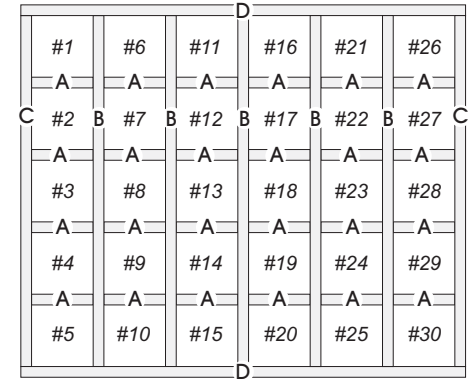 D
#1 #6 #11 #16 #21 #26
A A A A A A
C #2 B #7 B #12 B #17 B #22 B #27 C
A A A A A A
#3 #8 #13 #18 #23 #28
A A A A A A
#4 #9 #14 #19 #24 #29
A A A A A A
#5 #10 #15 #20 #25 #30
D